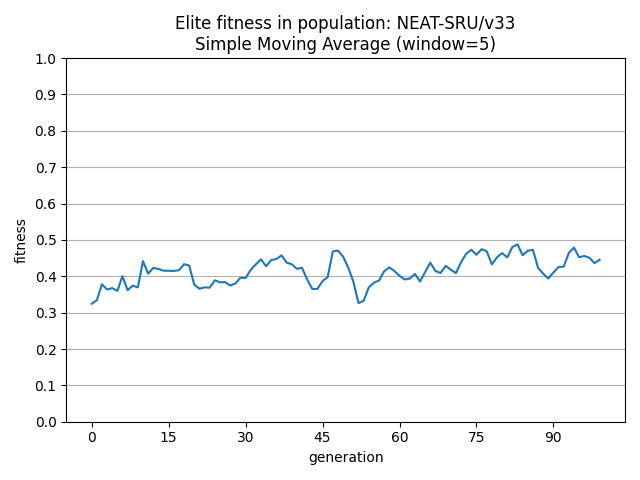 Elite fitness in population: NEAT-SRU/v33
Simple Moving Average (window=5)
1.0
0.9
0.8
0.7
0.6
fitness
0.5
0.4
0.3
0.2
0.1
0.0
0 15 30 45 60 75 90
generation